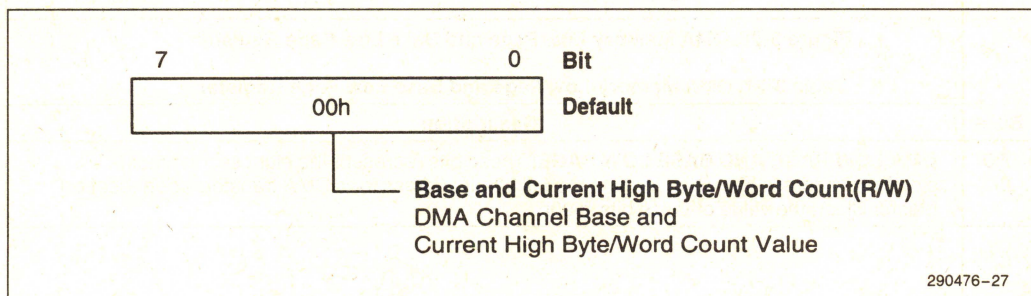 7 0 Bit
00h Default
Base and Current High Byte/Word Count(R/W)
DMA Channel Base and
Current High Byte/Word Count Value
290476–27